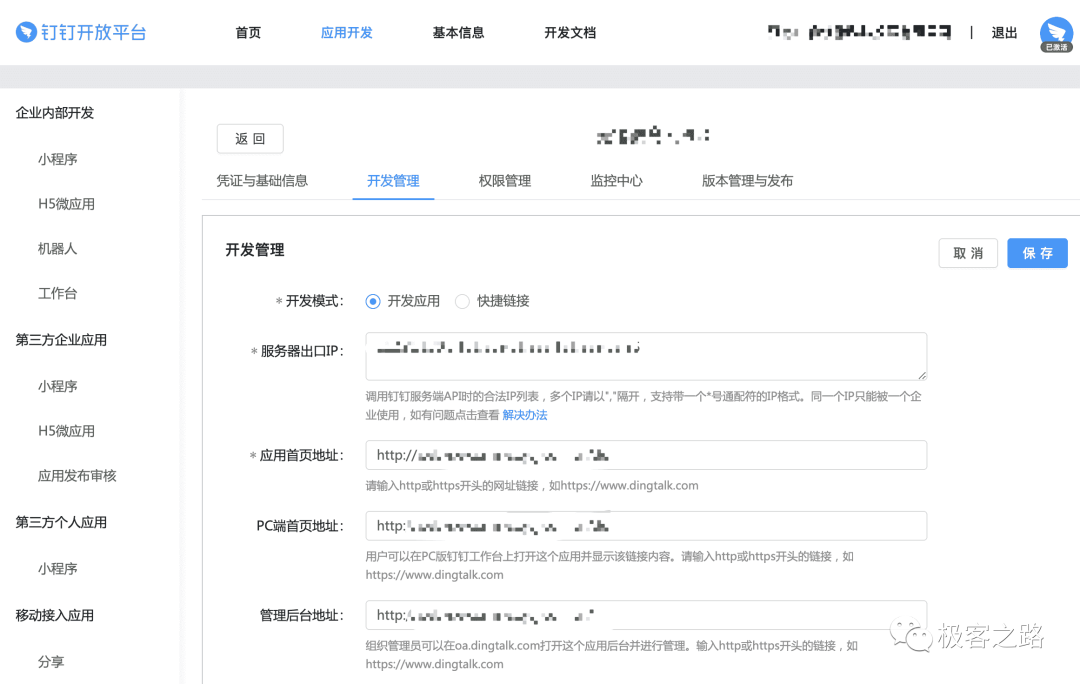 钉钉开放平台
首页
应用开发
基本信息
开发文档
|
退出
已激活
企业内部开发
小程序
H5微应用
机器人
工作台
第三方企业应用
小程序
H5微应用
应用发布审核
第三方个人应用
小程序
移动接入应用
分享
返 回
凭证与基础信息
开发管理
权限管理
监控中心
版本管理与发布
开发管理
取 消
保 存
* 开发模式：
开发应用
快捷链接
* 服务器出口IP：
调用钉钉服务端API时的合法IP列表，多个IP请以","隔开，支持带一个*号通配符的IP格式。同一个IP只能被一个企
业使用，如有问题点击查看 解决办法
* 应用首页地址：
http://
请输入http或https开头的网址链接，如https://www.dingtalk.com
PC端首页地址：
http:
用户可以在PC版钉钉工作台上打开这个应用并显示该链接内容。请输入http或https开头的链接，如
https://www.dingtalk.com
管理后台地址：
http:
组织管理员可以在oa.dingtalk.com打开这个应用后台并进行管理。输入http或https开头的链接，如
https://www.dingtalk.com
极客之路